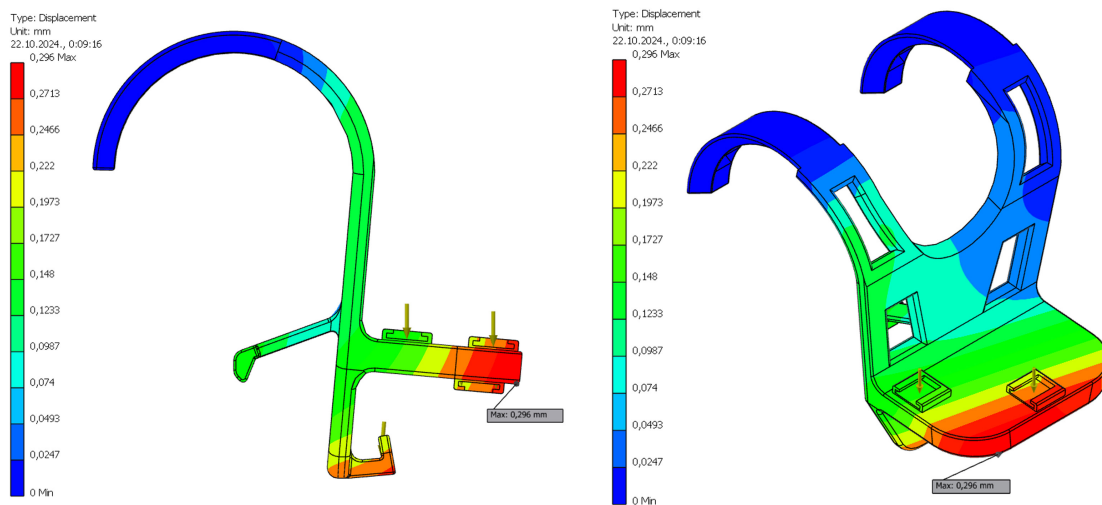 Type: Displacement
Unit: mm
22.10.2024., 0:09:16
0,296 Max
0,2713
0,2466
0,222
0,1973
0,1727
0,148
0,1233
0,0987
0,074
0,0493
0,0247
0 Min
Max: 0,296 mm
Type: Displacement
Unit: mm
22.10.2024., 0:09:16
0,296 Max
0,2713
0,2466
0,222
0,1973
0,1727
0,148
0,1233
0,0987
0,074
0,0493
0,0247
0 Min
Max: 0,296 mm